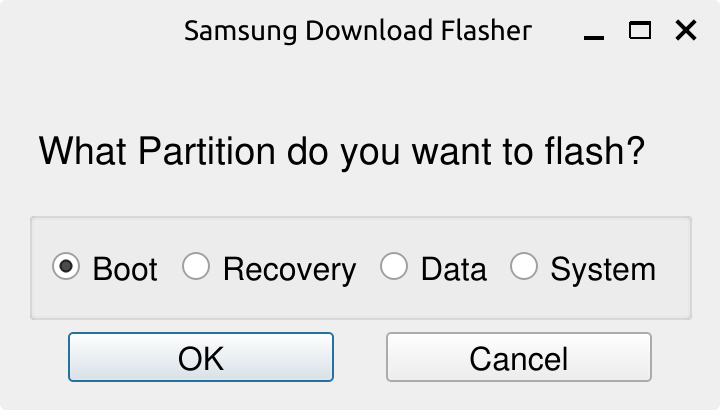 Samsung Download Flasher
What Partition do you want to flash?
Boot Recovery Data System
OK Cancel